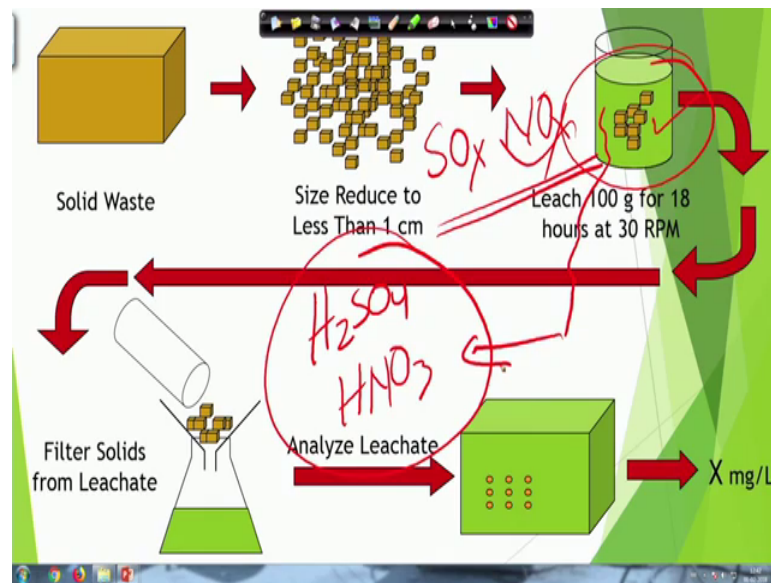 Solid Waste
Size Reduce to
Less Than 1 cm
SOx NOx
Leach 100 g for 18
hours at 30 RPM
H2SO4
HNO3
Filter Solids
from Leachate
Analyze Leachate
X mg/L